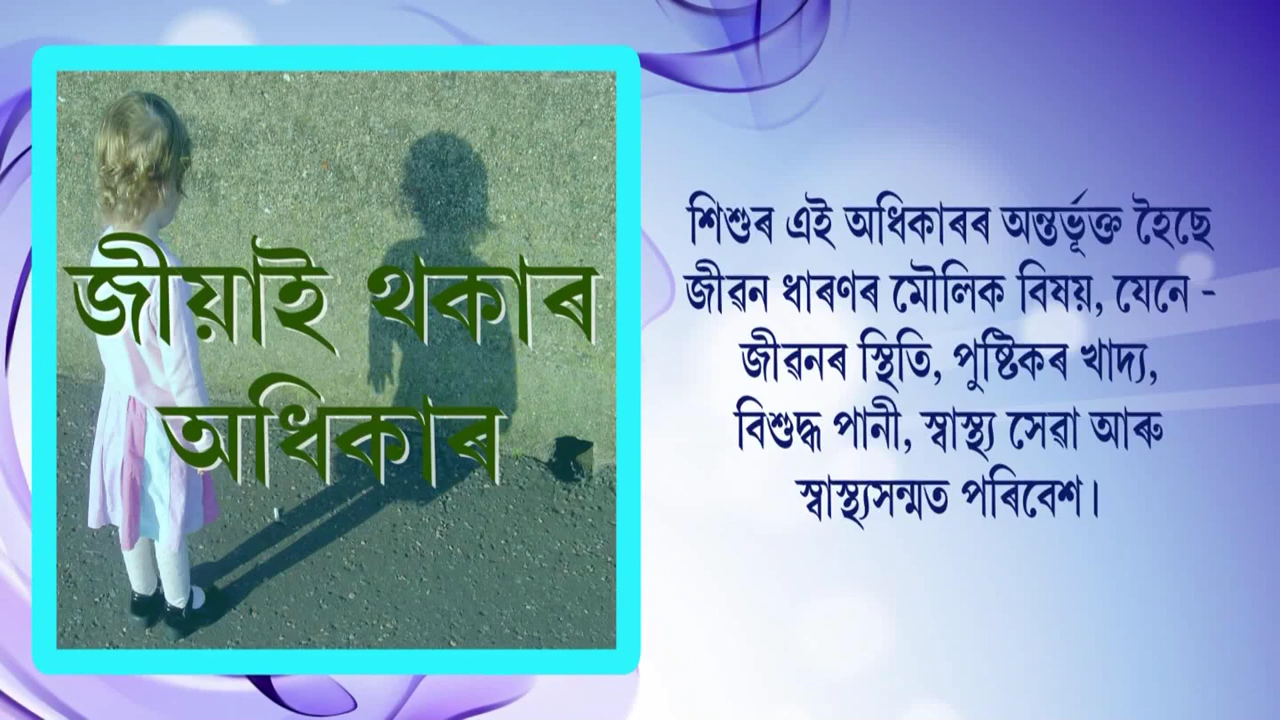 জীয়াই থকাৰ
অধিকাৰ
শিশুৰ এই অধিকাৰৰ অন্তৰ্ভূক্ত হৈছে
জীৱন ধাৰণৰ মৌলিক বিষয়, যেনে -
জীৱনৰ স্থিতি, পুষ্টিকৰ খাদ্য,
বিশুদ্ধ পানী, স্বাস্থ্য সেৱা আৰু
স্বাস্থ্যসন্মত পৰিবেশ।